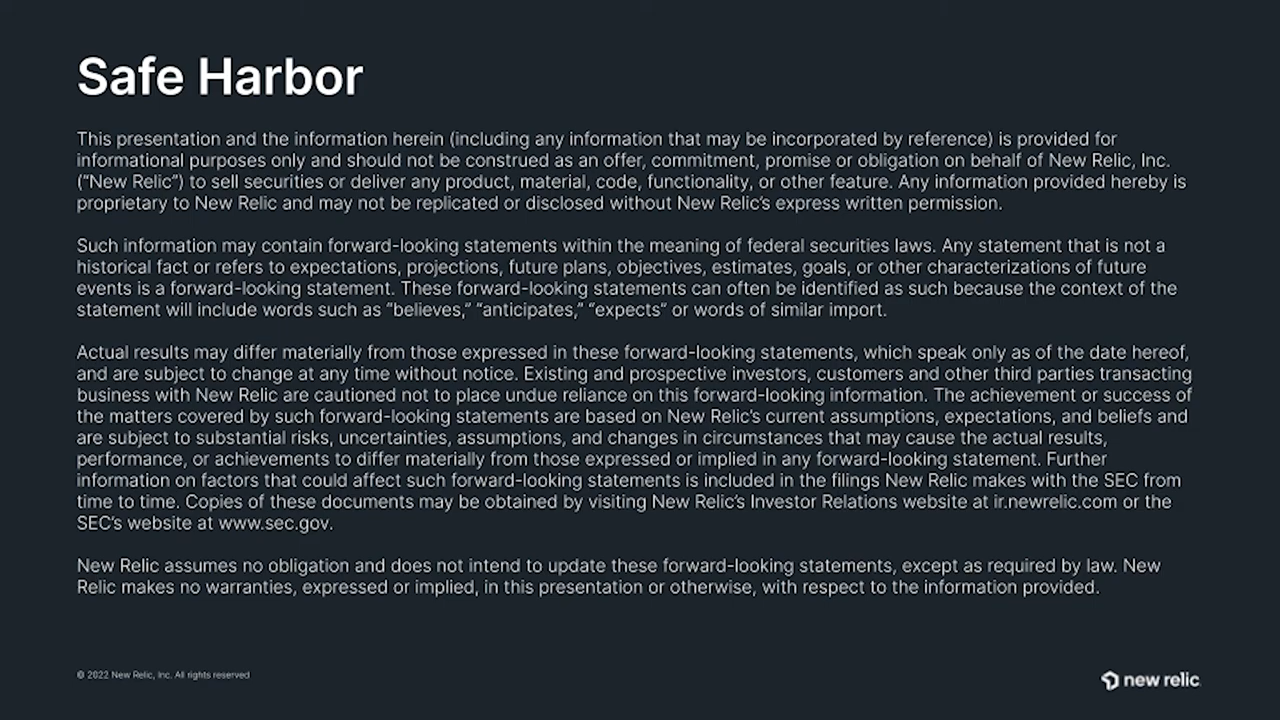 Safe Harbor
This presentation and the information herein (including any information that may be incorporated by reference) is provided for
informational purposes only and should not be construed as an offer, commitment, promise or obligation on behalf of New Relic, Inc.
(“New Relic”) to sell securities or deliver any product, material, code, functionality, or other feature. Any information provided hereby is
proprietary to New Relic and may not be replicated or disclosed without New Relic’s express written permission.
Such information may contain forward-looking statements within the meaning of federal securities laws. Any statement that is not a
historical fact or refers to expectations, projections, future plans, objectives, estimates, goals, or other characterizations of future
events is a forward-looking statement. These forward-looking statements can often be identified as such because the context of the
statement will include words such as “believes,” “anticipates,” “expects” or words of similar import.
Actual results may differ materially from those expressed in these forward-looking statements, which speak only as of the date hereof,
and are subject to change at any time without notice. Existing and prospective investors, customers and other third parties transacting
business with New Relic are cautioned not to place undue reliance on this forward-looking information. The achievement or success of
the matters covered by such forward-looking statements are based on New Relic’s current assumptions, expectations, and beliefs and
are subject to substantial risks, uncertainties, assumptions, and changes in circumstances that may cause the actual results,
performance, or achievements to differ materially from those expressed or implied in any forward-looking statement. Further
information on factors that could affect such forward-looking statements is included in the filings New Relic makes with the SEC from
time to time. Copies of these documents may be obtained by visiting New Relic’s Investor Relations website at ir.newrelic.com or the
SEC’s website at www.sec.gov.
New Relic assumes no obligation and does not intend to update these forward-looking statements, except as required by law. New
Relic makes no warranties, expressed or implied, in this presentation or otherwise, with respect to the information provided.
© 2022 New Relic, Inc. All rights reserved
new relic